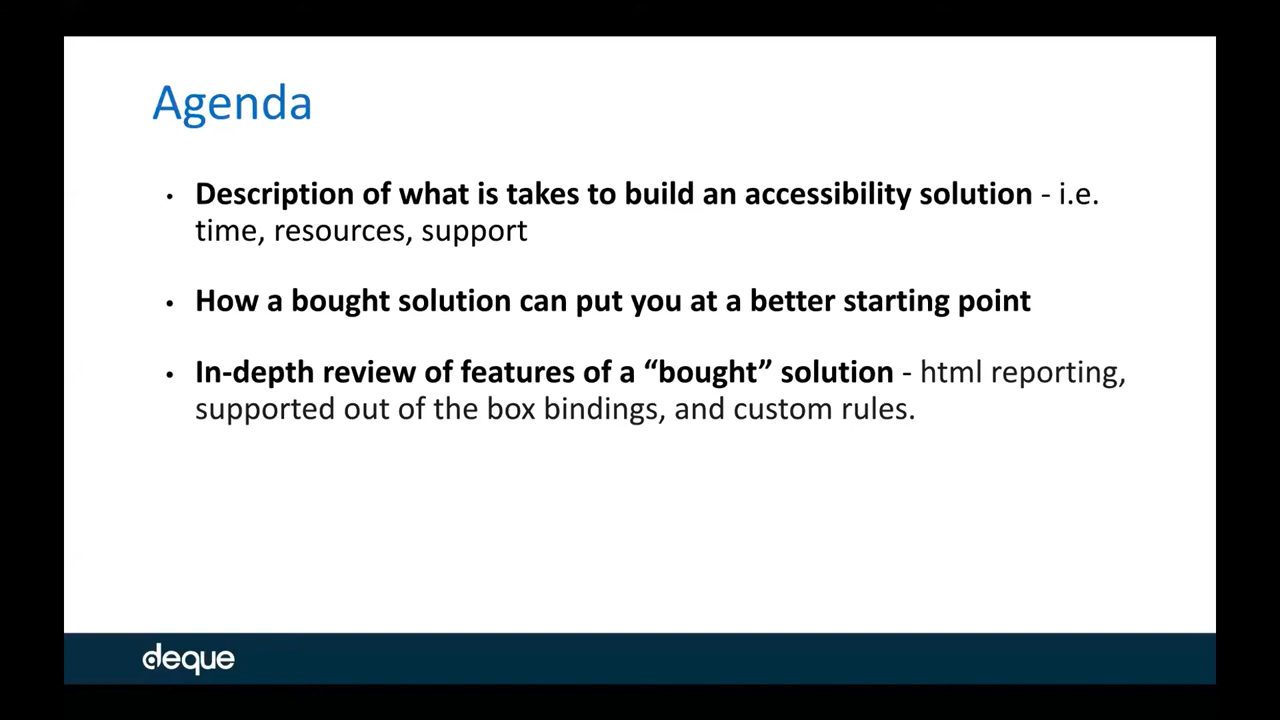 Agenda
• Description of what is takes to build an accessibility solution - i.e.
time, resources, support
• How a bought solution can put you at a better starting point
• In-depth review of features of a “bought” solution - html reporting,
supported out of the box bindings, and custom rules.
deque